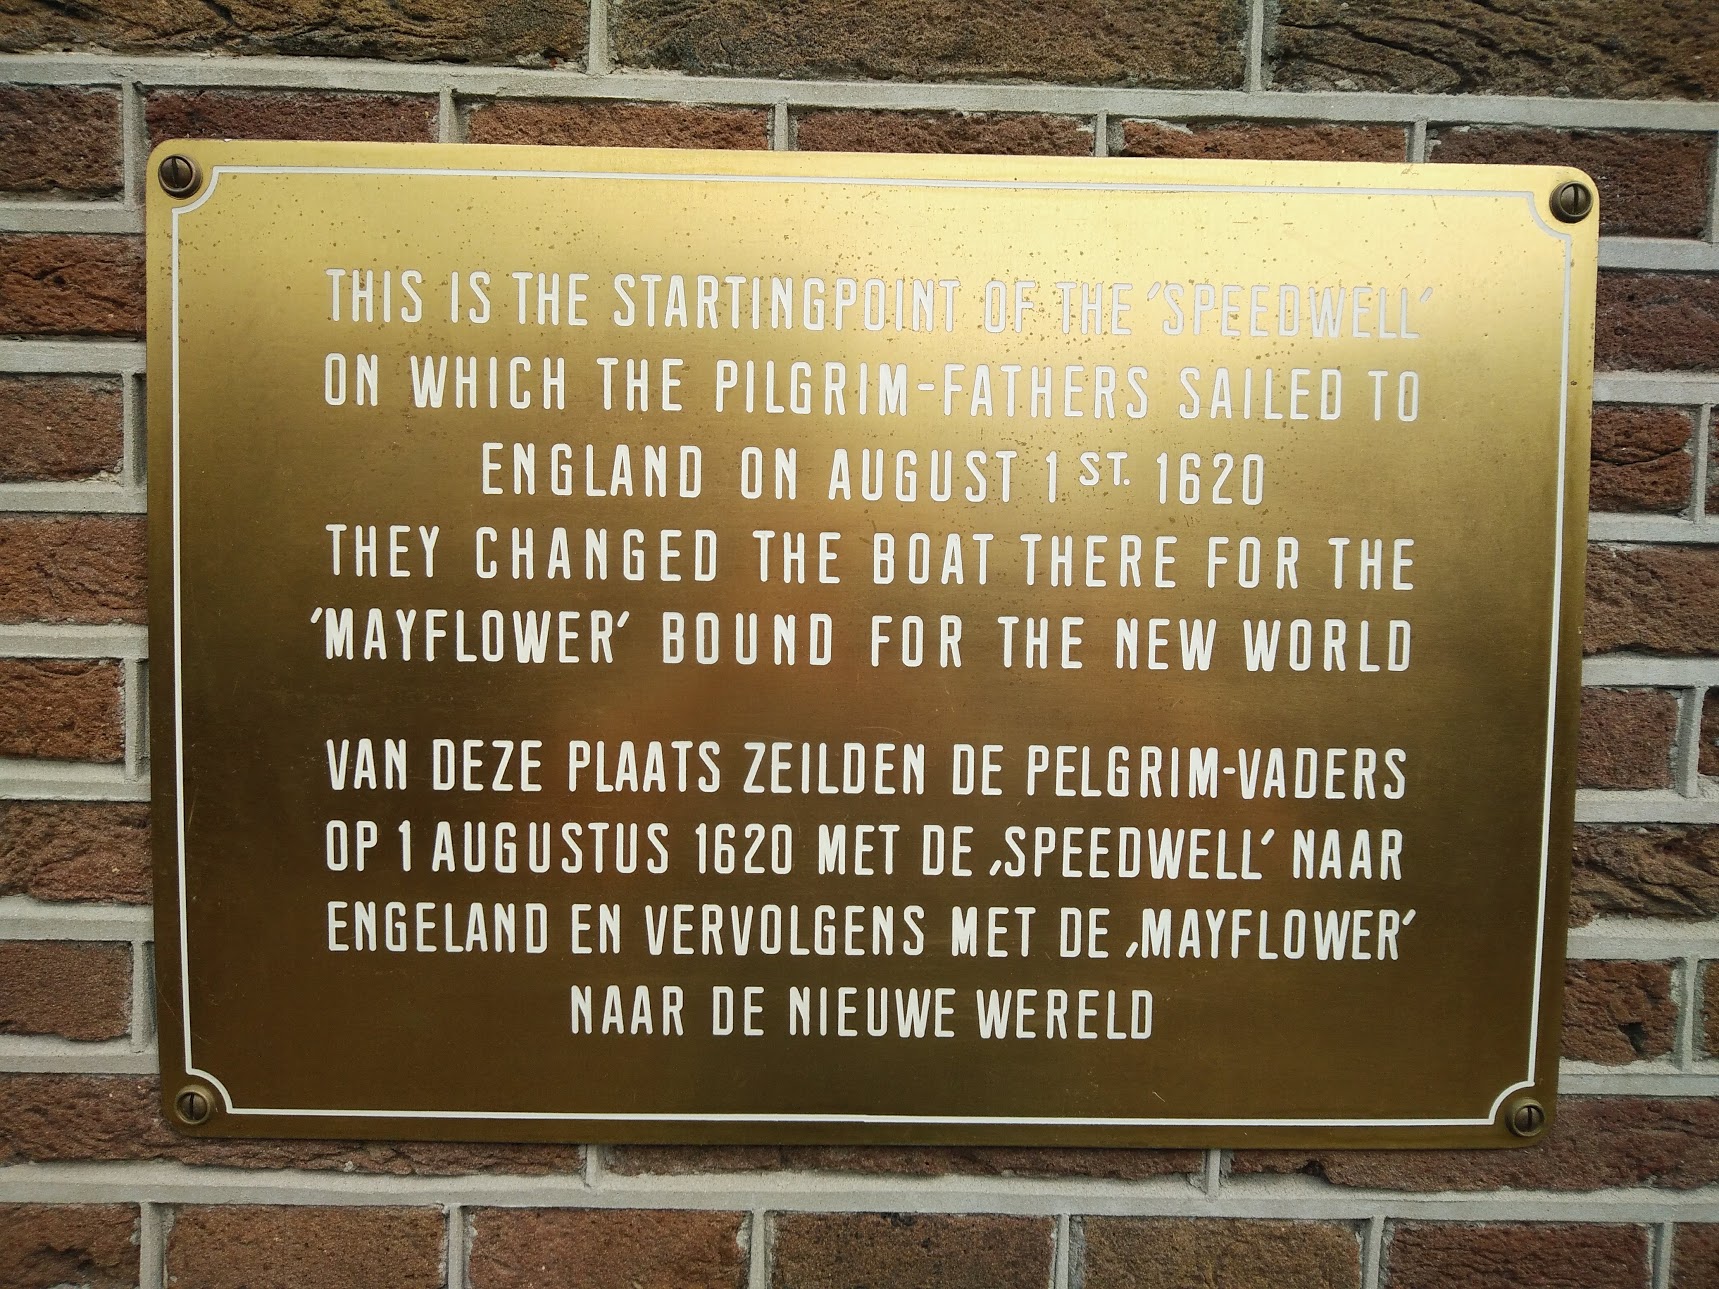 THIS IS THE STARTINGPOINT OF THE 'SPEEDWELL'
ON WHICH THE PILGRIM-FATHERS SAILED TO
ENGLAND ON AUGUST 1ST. 1620
THEY CHANGED THE BOAT THERE FOR THE
'MAYFLOWER' BOUND FOR THE NEW WORLD
VAN DEZE PLAATS ZEILDEN DE PELGRIM-VADERS
OP 1 AUGUSTUS 1620 MET DE ,SPEEDWELL' NAAR
ENGELAND EN VERVOLGENS MET DE ,MAYFLOWER'
NAAR DE NIEUWE WERELD